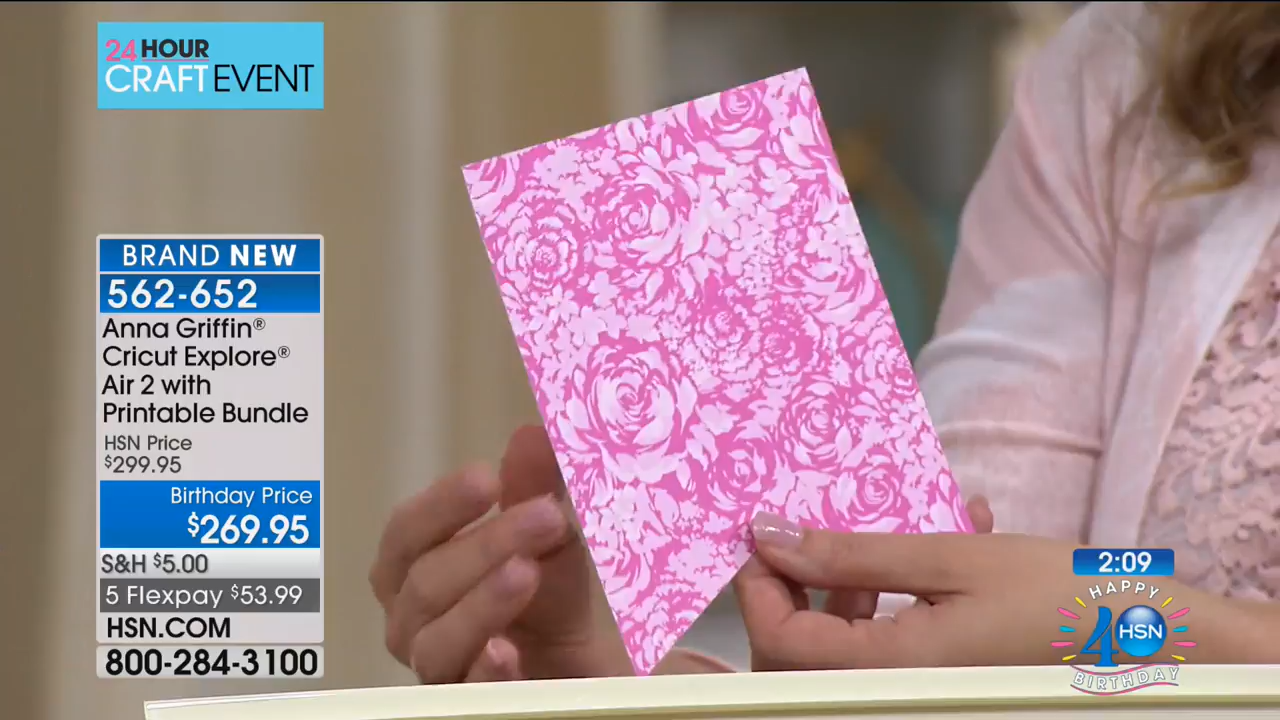 24 HOUR
CRAFT EVENT
BRAND NEW
562-652
Anna Griffin®
Cricut Explore®
Air 2 with
Printable Bundle
HSN Price
$299.95
Birthday Price
$269.95
S&H $5.00
5 Flexpay $53.99
HSN.COM
800-284-3100
2:09
HAPPY
40
HSN
BIRTHDAY